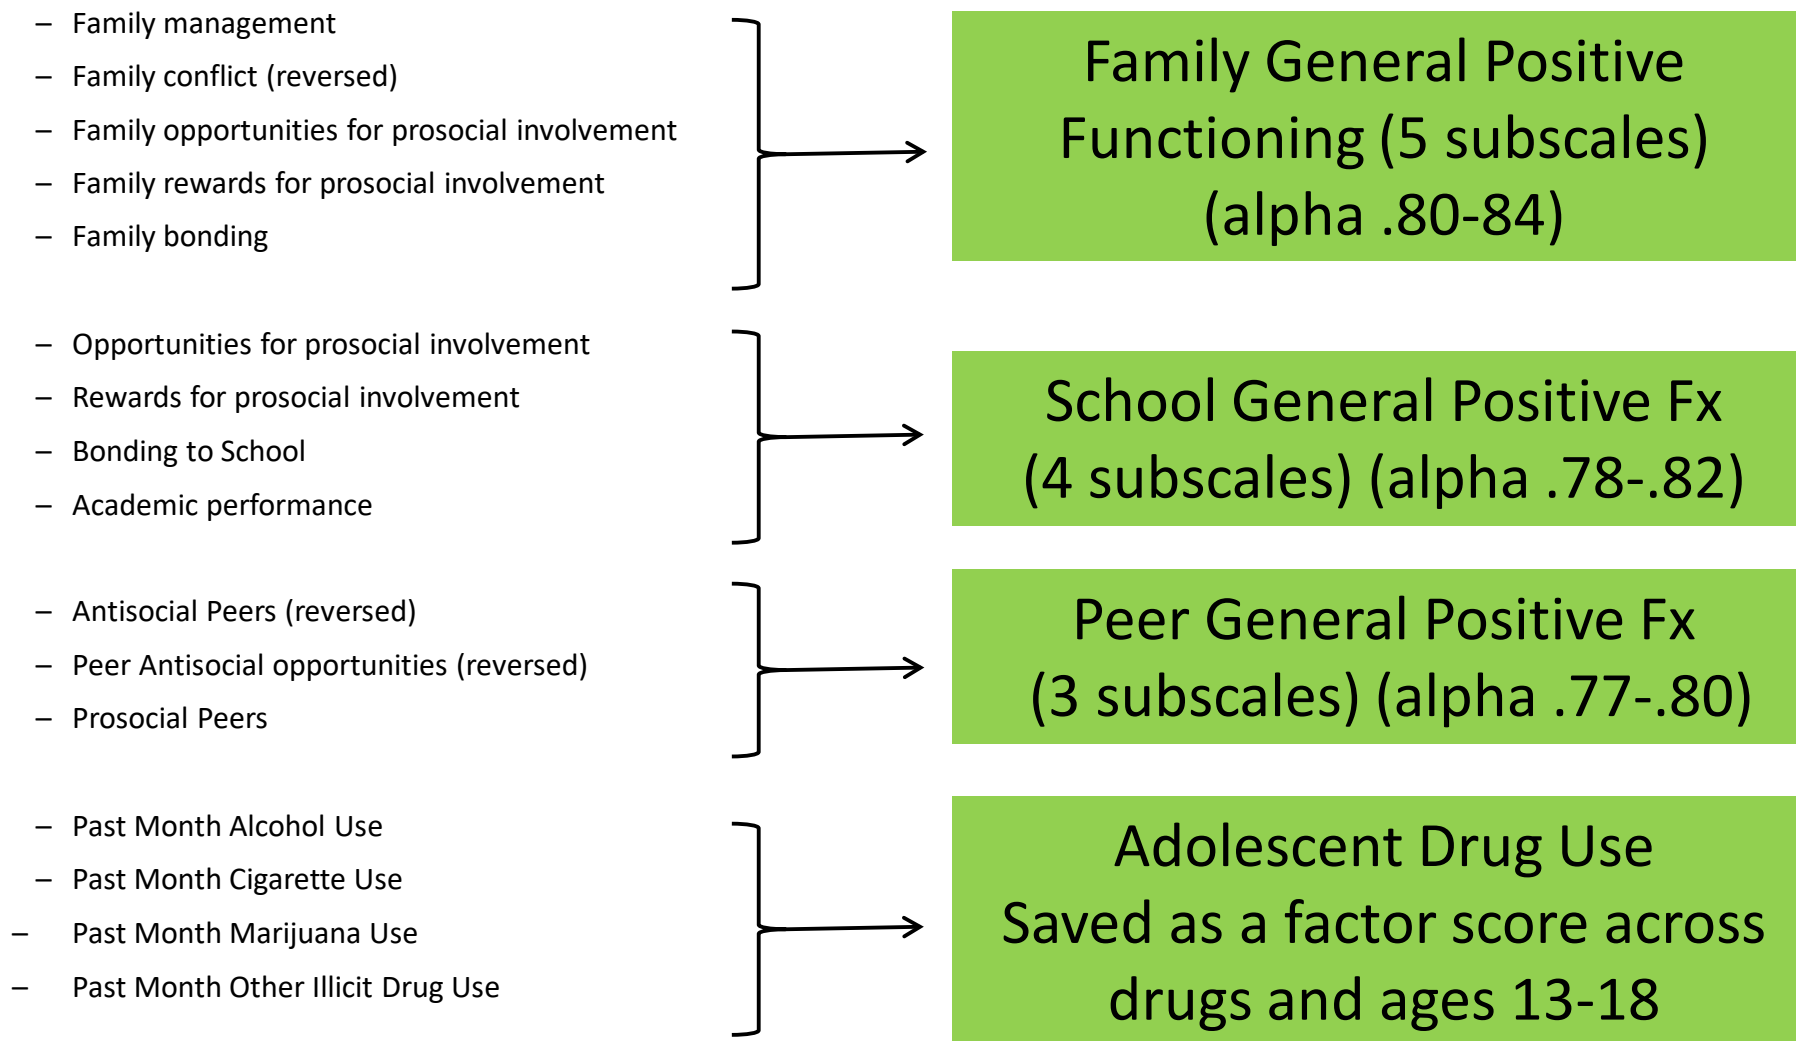 – Family management
– Family conflict (reversed)
– Family opportunities for prosocial involvement
– Family rewards for prosocial involvement
– Family bonding
Family General Positive
Functioning (5 subscales)
(alpha .80-84)
– Opportunities for prosocial involvement
– Rewards for prosocial involvement
– Bonding to School
– Academic performance
School General Positive Fx
(4 subscales) (alpha .78-.82)
– Antisocial Peers (reversed)
– Peer Antisocial opportunities (reversed)
– Prosocial Peers
Peer General Positive Fx
(3 subscales) (alpha .77-.80)
– Past Month Alcohol Use
– Past Month Cigarette Use
– Past Month Marijuana Use
– Past Month Other Illicit Drug Use
Adolescent Drug Use
Saved as a factor score across
drugs and ages 13-18